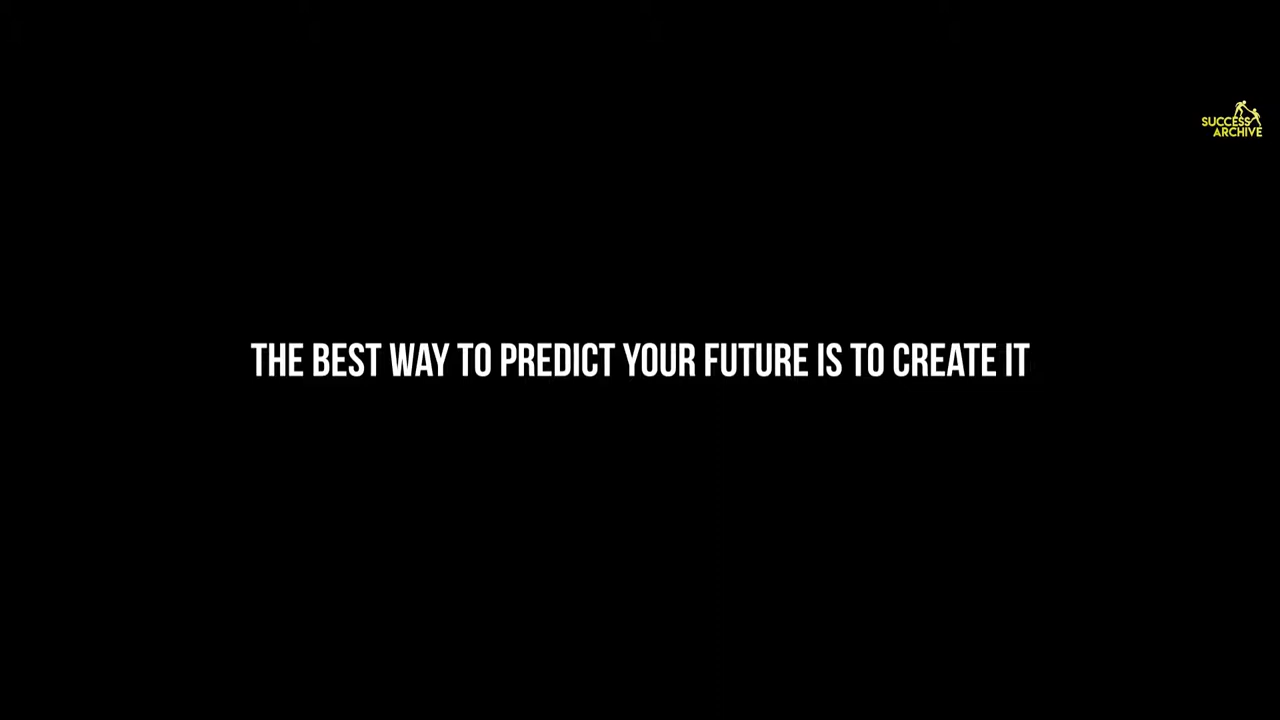 SUCCESS
ARCHIVE
THE BEST WAY TO PREDICT YOUR FUTURE IS TO CREATE IT